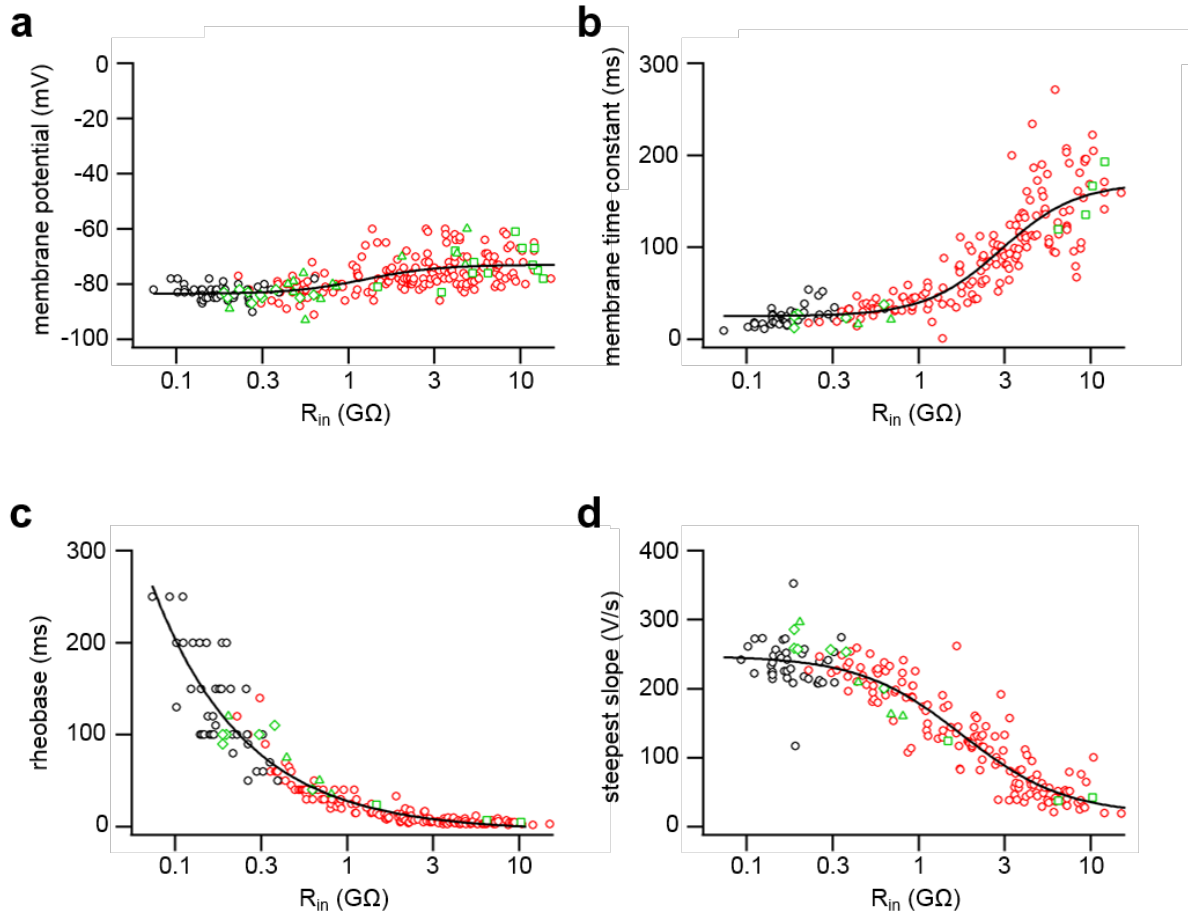 a
membrane potential (mV)
0
-20
-40
-60
-80
-100
0.1 0.3 1 3 10
Rin (GΩ)
b
membrane time constant (ms)
300
200
100
0
0.1 0.3 1 3 10
Rin (GΩ)
c
rheobase (ms)
300
200
100
0
0.1 0.3 1 3 10
Rin (GΩ)
d
steepest slope (V/s)
400
300
200
100
0
0.1 0.3 1 3 10
Rin (GΩ)